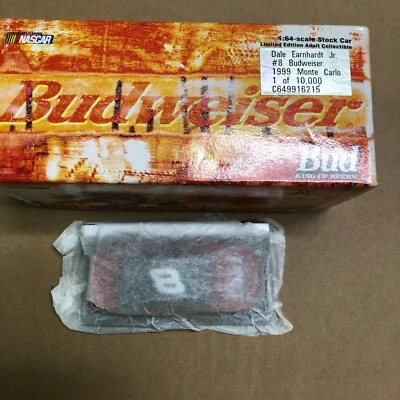 NASCAR
1:64-scale Stock Car
Limited Edition Adult Collectible
Dale Earnhardt Jr.
#8 Budweiser
1999 Monte Carlo
1 of 10,000
C649916215
Budweiser
Bud
KING OF BEERS
8